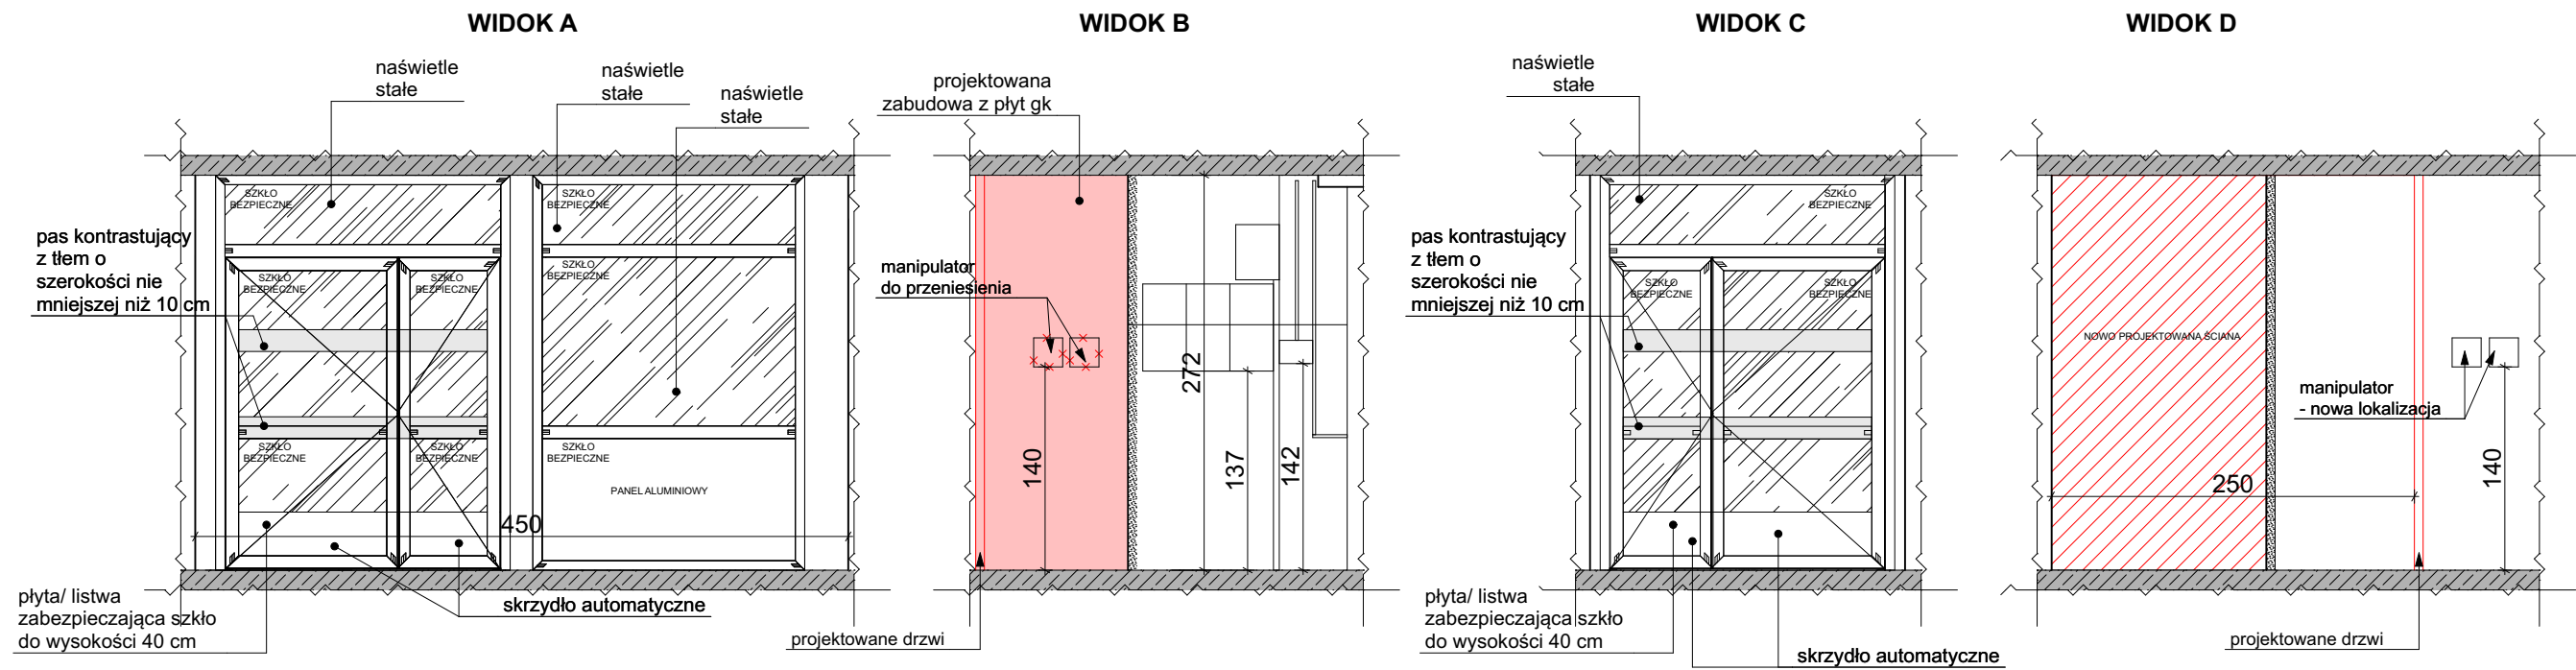 WIDOK A
naświetle
stałe
naświetle
stałe
naświetle
stałe
SZKŁO
BEZPIECZNE
SZKŁO
BEZPIECZNE
pas kontrastujący
z tłem o
szerokości nie
mniejszej niż 10 cm
SZKŁO
BEZPIECZNE
SZKŁO
BEZPIECZNE
SZKŁO
BEZPIECZNE
SZKŁO
BEZPIECZNE
SZKŁO
BEZPIECZNE
SZKŁO
BEZPIECZNE
PANEL ALUMINIOWY
450
płyta/ listwa
zabezpieczająca szkło
do wysokości 40 cm
skrzydło automatyczne
WIDOK B
projektowana
zabudowa z płyt gk
manipulator
do przeniesienia
272
140
137
142
projektowane drzwi
WIDOK C
naświetle
stałe
SZKŁO
BEZPIECZNE
pas kontrastujący
z tłem o
szerokości nie
mniejszej niż 10 cm
SZKŁO
BEZPIECZNE
SZKŁO
BEZPIECZNE
płyta/ listwa
zabezpieczająca szkło
do wysokości 40 cm
skrzydło automatyczne
WIDOK D
NOWO PROJEKTOWANA ŚCIANA
manipulator
- nowa lokalizacja
250
140
projektowane drzwi